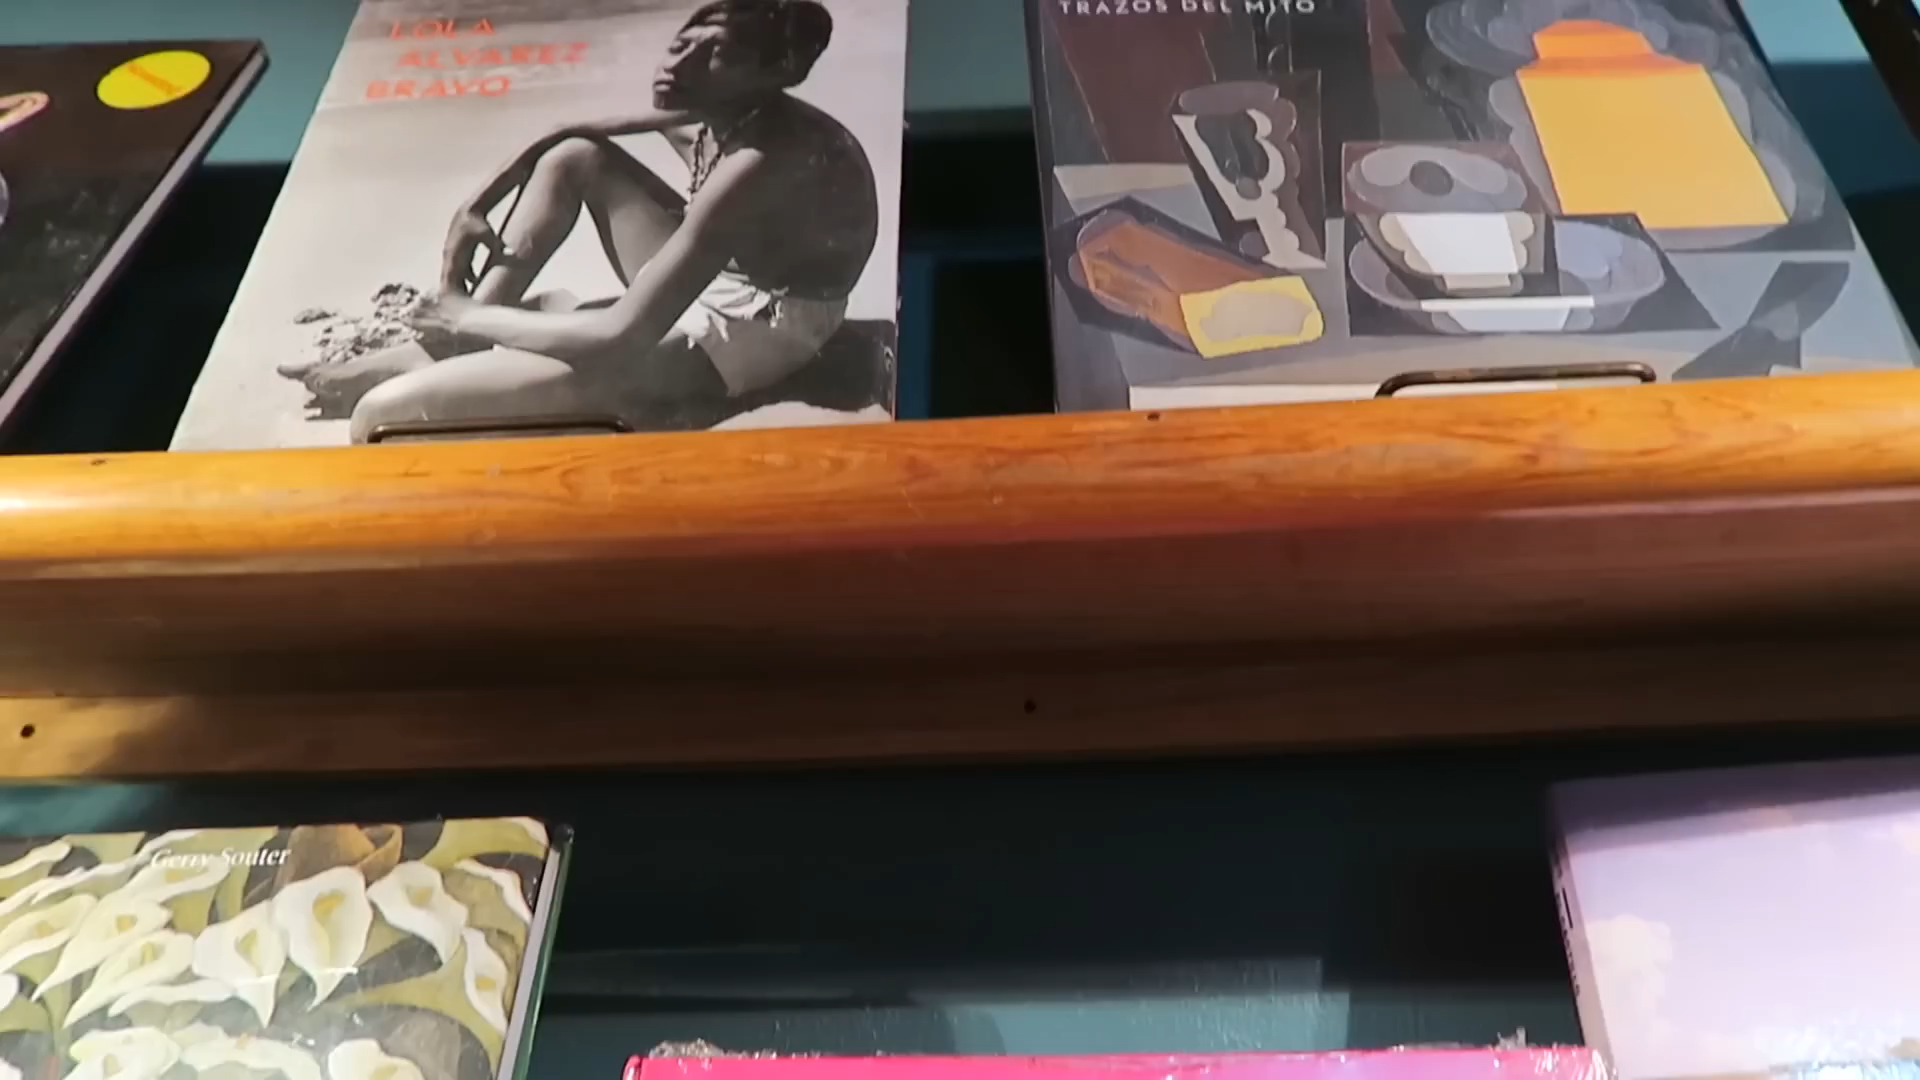 LOLA
ALVAREZ
BRAVO
TRAZOS DEL MITO
Gerry Souter